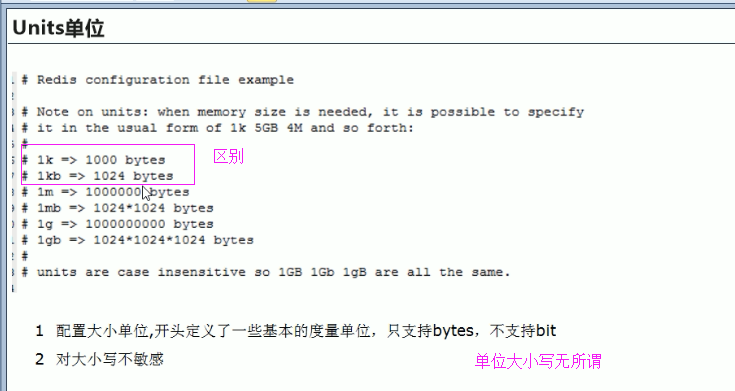 Units单位
# Redis configuration file example
# Note on units: when memory size is needed, it is possible to specify
# it in the usual form of 1k 5GB 4M and so forth:
#
# 1k => 1000 bytes
区别
# 1kb => 1024 bytes
# 1m => 1000000 bytes
# 1mb => 1024*1024 bytes
# 1g => 1000000000 bytes
# 1gb => 1024*1024*1024 bytes
#
# units are case insensitive so 1GB 1Gb 1gB are all the same.
1 配置大小单位,开头定义了一些基本的度量单位，只支持bytes，不支持bit
2 对大小写不敏感
单位大小写无所谓